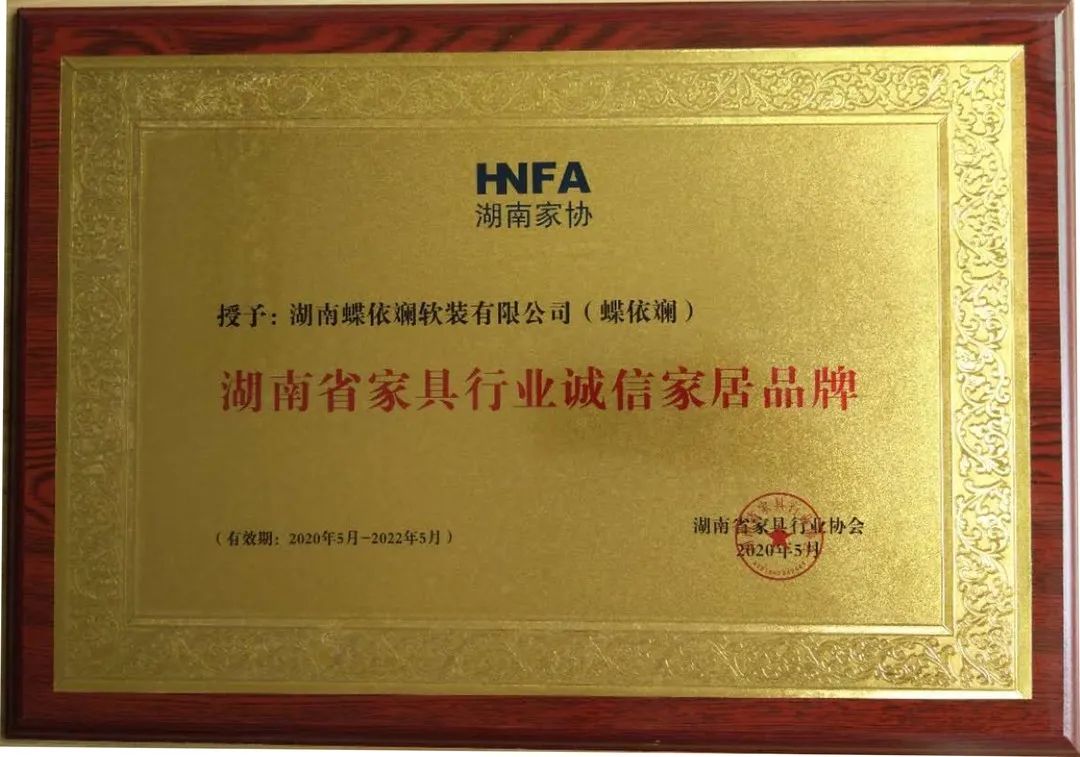 HNFA
湖南家协
授予：湖南蝶依斓软装有限公司（蝶依斓）
湖南省家具行业诚信家居品牌
（有效期：2020年5月-2022年5月）
湖南省家具行业协会
2020年5月